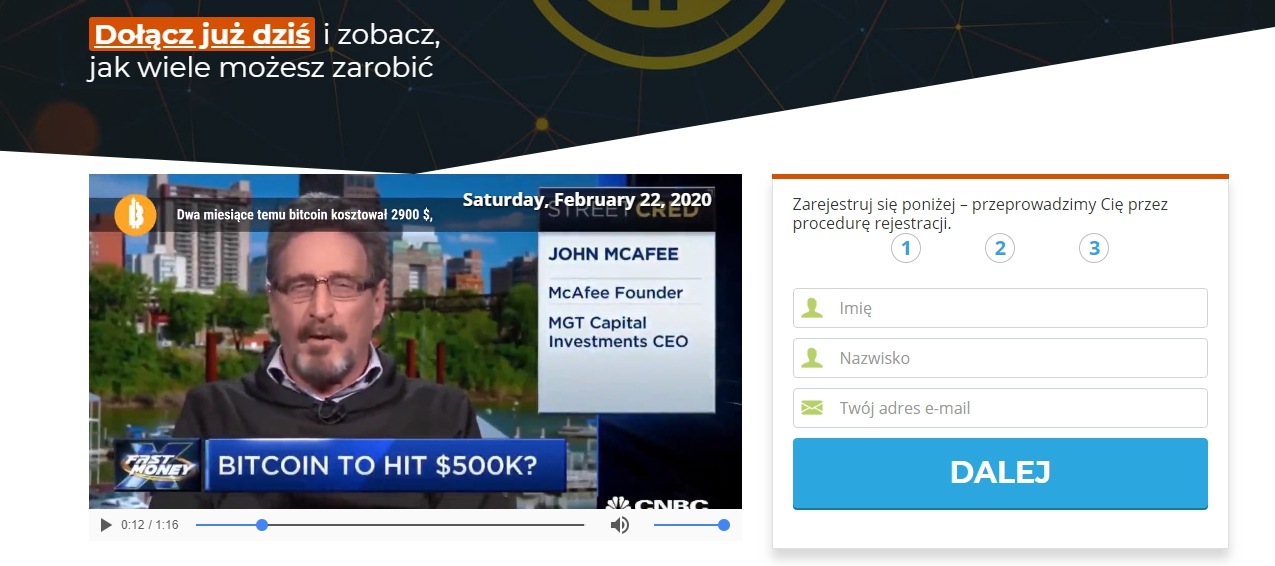 Dołącz już dziś i zobacz,
jak wiele możesz zarobić
Saturday, February 22, 2020
Dwa miesiące temu bitcoin kosztował 2900 $,
STREET CRED
JOHN MCAFEE
McAfee Founder
MGT Capital
Investments CEO
FAST
MONEY
BITCOIN TO HIT $500K?
CNBC
0:12 / 1:16
Zarejestruj się poniżej – przeprowadzimy Cię przez
procedurę rejestracji.
1 2 3
Imię
Nazwisko
Twój adres e-mail
DALEJ